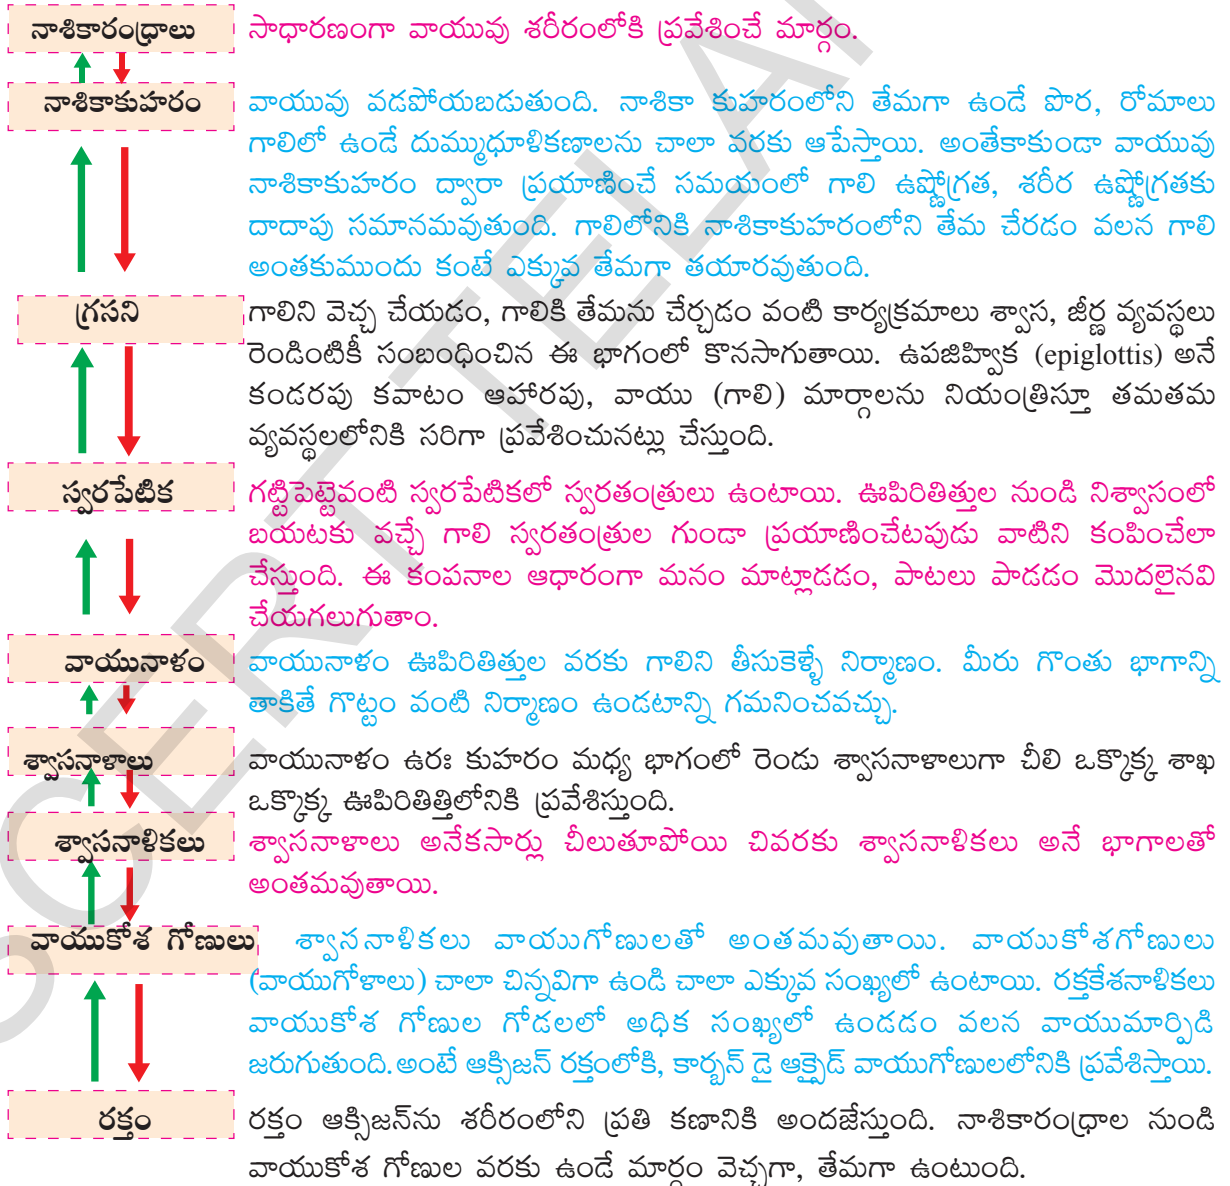 నాశికారంధ్రాలు
సాధారణంగా వాయువు శరీరంలోకి ప్రవేశించే మార్గం.
నాశికాకుహరం
వాయువు వడపోయబడుతుంది. నాశికా కుహరంలోని తేమగా ఉండే పొర, రోమాలు
గాలిలో ఉండే దుమ్ముధూళికణాలను చాలా వరకు ఆపేస్తాయి. అంతేకాకుండా వాయువు
నాశికాకుహరం ద్వారా ప్రయాణించే సమయంలో గాలి ఉష్ణోగ్రత, శరీర ఉష్ణోగ్రతకు
దాదాపు సమానమవుతుంది. గాలిలోనికి నాశికాకుహరంలోని తేమ చేరడం వలన గాలి
అంతకుముందు కంటే ఎక్కువ తేమగా తయారవుతుంది.
గ్రసని
గాలిని వెచ్చ చేయడం, గాలికి తేమను చేర్చడం వంటి కార్యక్రమాలు శ్వాస, జీర్ణ వ్యవస్థలు
రెండింటికీ సంబంధించిన ఈ భాగంలో కొనసాగుతాయి. ఉపజిహ్విక (epiglottis) అనే
కండరపు కవాటం ఆహారపు, వాయు (గాలి) మార్గాలను నియంత్రిస్తూ తమతమ
వ్యవస్థలలోనికి సరిగా ప్రవేశించునట్లు చేస్తుంది.
స్వరపేటిక
గట్టిపెట్టెవంటి స్వరపేటికలో స్వరతంత్రులు ఉంటాయి. ఊపిరితిత్తుల నుండి నిశ్వాసంలో
బయటకు వచ్చే గాలి స్వరతంత్రుల గుండా ప్రయాణించేటపుడు వాటిని కంపించేలా
చేస్తుంది. ఈ కంపనాల ఆధారంగా మనం మాట్లాడడం, పాటలు పాడడం మొదలైనవి
చేయగలుగుతాం.
వాయునాళం
వాయునాళం ఊపిరితిత్తుల వరకు గాలిని తీసుకెళ్ళే నిర్మాణం. మీరు గొంతు భాగాన్ని
తాకితే గొట్టం వంటి నిర్మాణం ఉండటాన్ని గమనించవచ్చు.
శ్వాసనాళాలు
వాయునాళం ఉరః కుహరం మధ్య భాగంలో రెండు శ్వాసనాళాలుగా చీలి ఒక్కొక్క శాఖ
ఒక్కొక్క ఊపిరితిత్తిలోనికి ప్రవేశిస్తుంది.
శ్వాసనాళికలు
శ్వాసనాళాలు అనేకసార్లు చీలుతూపోయి చివరకు శ్వాసనాళికలు అనే భాగాలతో
అంతమవుతాయి.
వాయుకోశ గోణులు
శ్వాసనాళికలు వాయుగోణులతో అంతమవుతాయి. వాయుకోశగోణులు
(వాయుగోళాలు) చాలా చిన్నవిగా ఉండి చాలా ఎక్కువ సంఖ్యలో ఉంటాయి. రక్తకేశనాళికలు
వాయుకోశ గోణుల గోడలలో అధిక సంఖ్యలో ఉండడం వలన వాయుమార్పిడి
జరుగుతుంది. అంటే ఆక్సిజన్ రక్తంలోకి, కార్బన్ డై ఆక్సైడ్ వాయుగోణులలోనికి ప్రవేశిస్తాయి.
రక్తం
రక్తం ఆక్సిజన్‌ను శరీరంలోని ప్రతి కణానికి అందజేస్తుంది. నాశికారంధ్రాల నుండి
వాయుకోశ గోణుల వరకు ఉండే మార్గం వెచ్చగా, తేమగా ఉంటుంది.